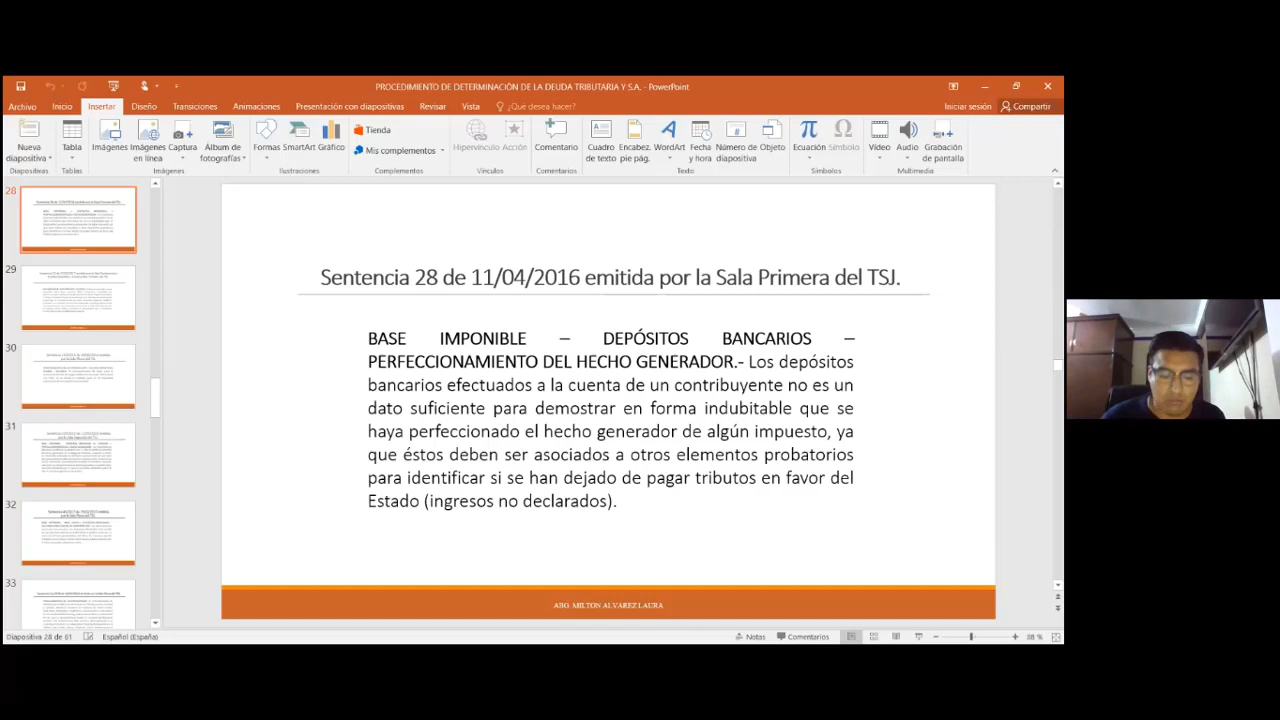 PROCEDIMIENTO DE DETERMINACIÓN DE LA DEUDA TRIBUTARIA Y S.A. - PowerPoint
Archivo Inicio Insertar Diseño Transiciones Animaciones Presentación con diapositivas Revisar Vista ¿Qué desea hacer? Iniciar sesión Compartir
Nueva diapositiva
Tabla
Imágenes
Imágenes en línea
Captura
Álbum de fotografías
Formas
SmartArt
Gráfico
Tienda
Mis complementos
Hipervínculo
Acción
Comentario
Cuadro de texto
Encabez. pie pág.
WordArt
Fecha y hora
Número de diapositiva
Objeto
Ecuación
Símbolo
Vídeo
Audio
Grabación de pantalla
Diapositivas Tablas Imágenes Ilustraciones Complementos Vínculos Comentarios Texto Símbolos Multimedia
28
29
30
31
32
33
Sentencia 28 de 11/04/2016 emitida por la Sala Primera del TSJ.
BASE IMPONIBLE – DEPÓSITOS BANCARIOS –
PERFECCIONAMIENTO DEL HECHO GENERADOR.- Los depósitos
bancarios efectuados a la cuenta de un contribuyente no es un
dato suficiente para demostrar en forma indubitable que se
haya perfeccionado el hecho generador de algún impuesto, ya
que éstos deben ser asociados a otros elementos probatorios
para identificar si se han dejado de pagar tributos en favor del
Estado (ingresos no declarados).
ABG. MILTON ALVAREZ LAURA
Diapositiva 28 de 61 Español (España) Notas Comentarios 88 %